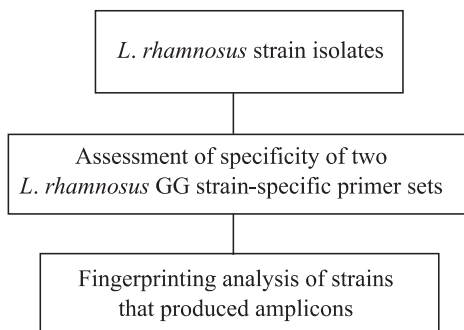 L. rhamnosus strain isolates
Assessment of specificity of two
L. rhamnosus GG strain-specific primer sets
Fingerprinting analysis of strains
that produced amplicons